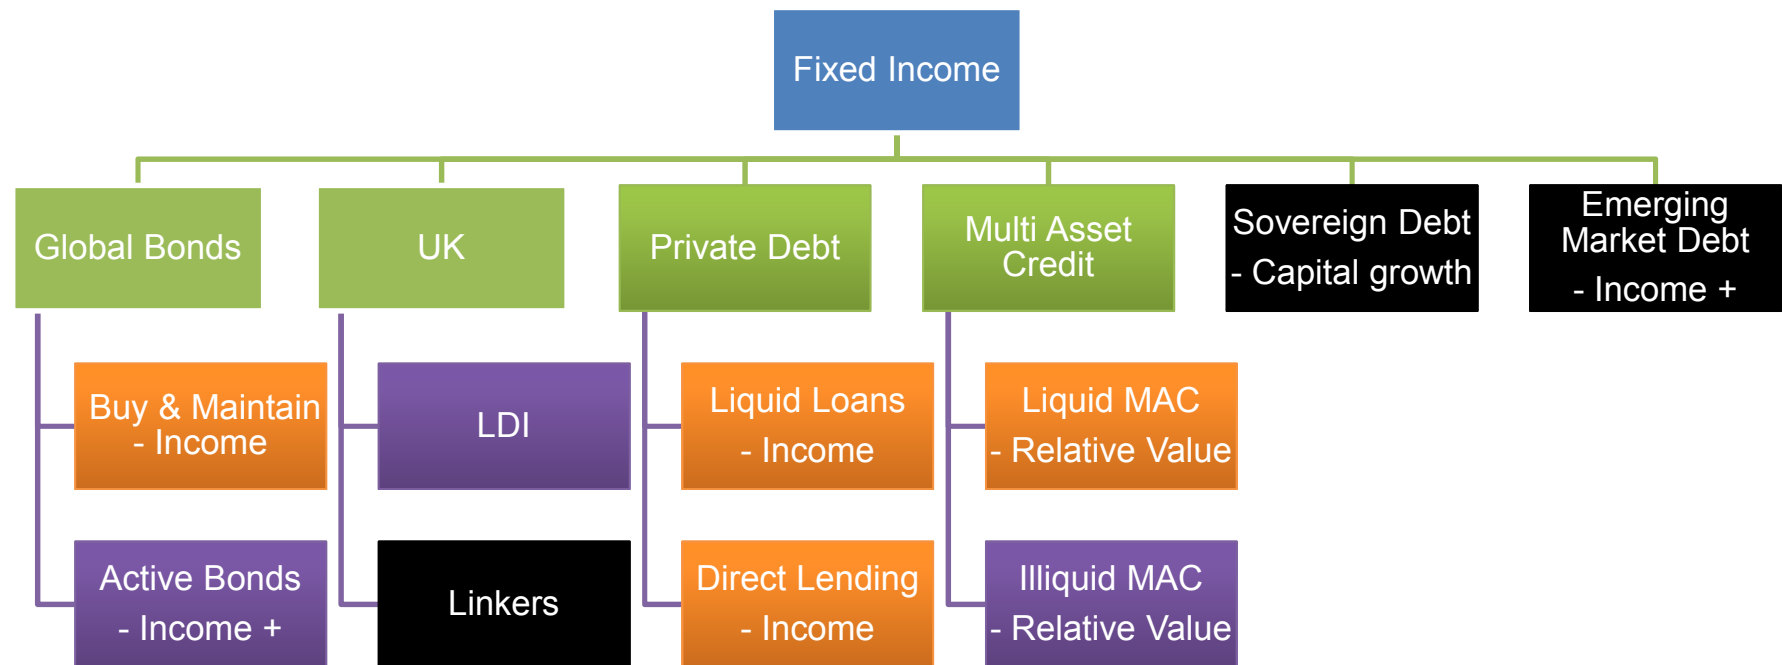 Fixed Income
Global Bonds
UK
Private Debt
Multi Asset
Credit
Sovereign Debt
- Capital growth
Emerging
Market Debt
- Income +
Buy & Maintain
- Income
LDI
Liquid Loans
- Income
Liquid MAC
- Relative Value
Active Bonds
- Income +
Linkers
Direct Lending
- Income
Illiquid MAC
- Relative Value